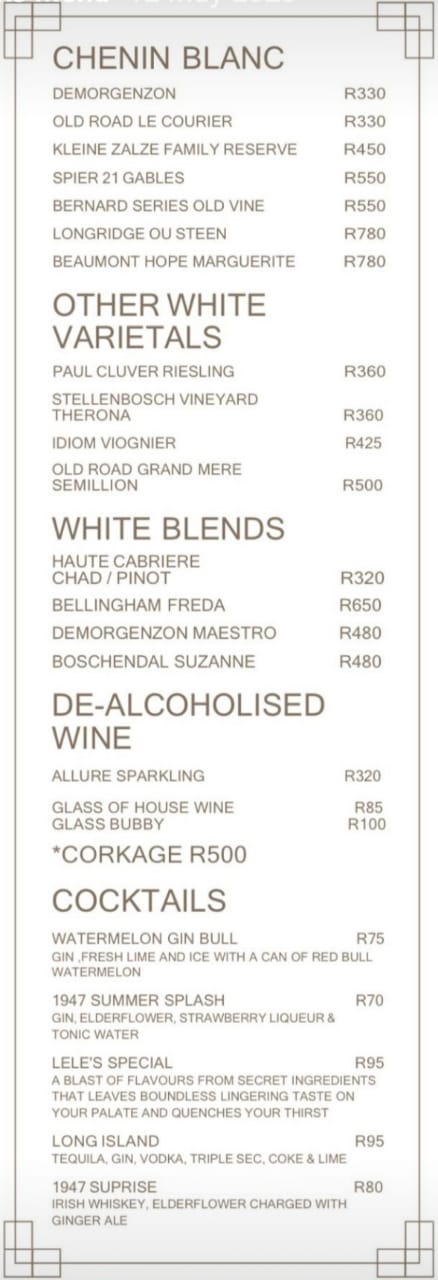 CHENIN BLANC
DEMORGENZON R330
OLD ROAD LE COURIER R330
KLEINE ZALZE FAMILY RESERVE R450
SPIER 21 GABLES R550
BERNARD SERIES OLD VINE R550
LONGRIDGE OU STEEN R780
BEAUMONT HOPE MARGUERITE R780
OTHER WHITE
VARIETALS
PAUL CLUVER RIESLING R360
STELLENBOSCH VINEYARD
THERONA R360
IDIOM VIOGNIER R425
OLD ROAD GRAND MERE
SEMILLION R500
WHITE BLENDS
HAUTE CABRIERE
CHAD / PINOT R320
BELLINGHAM FREDA R650
DEMORGENZON MAESTRO R480
BOSCHENDAL SUZANNE R480
DE-ALCOHOLISED
WINE
ALLURE SPARKLING R320
GLASS OF HOUSE WINE R85
GLASS BUBBY R100
*CORKAGE R500
COCKTAILS
WATERMELON GIN BULL R75
GIN ,FRESH LIME AND ICE WITH A CAN OF RED BULL
WATERMELON
1947 SUMMER SPLASH R70
GIN, ELDERFLOWER, STRAWBERRY LIQUEUR &
TONIC WATER
LELE'S SPECIAL R95
A BLAST OF FLAVOURS FROM SECRET INGREDIENTS
THAT LEAVES BOUNDLESS LINGERING TASTE ON
YOUR PALATE AND QUENCHES YOUR THIRST
LONG ISLAND R95
TEQUILA, GIN, VODKA, TRIPLE SEC, COKE & LIME
1947 SUPRISE R80
IRISH WHISKEY, ELDERFLOWER CHARGED WITH
GINGER ALE